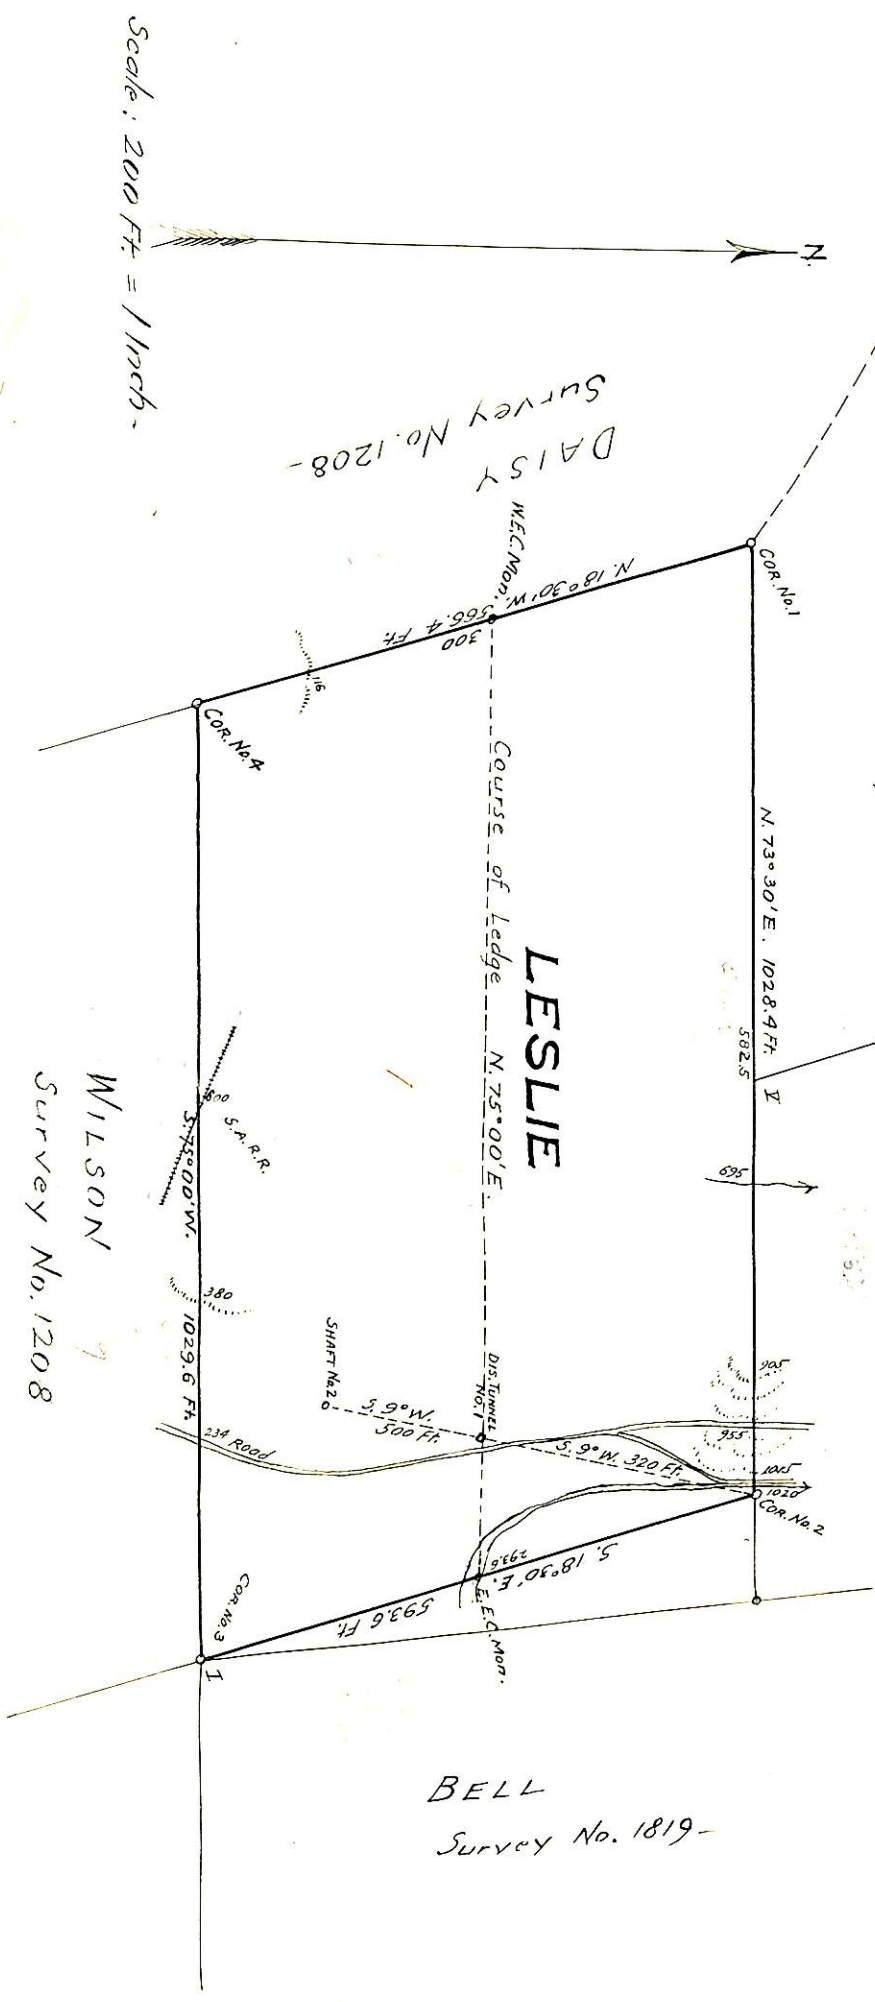 Scale: 200 Ft. = 1 Inch-
N.
DAISY
Survey No. 1208-
COR. No. 1
N. 73° 30' E. 1028.4 Ft.
582.5
V
695
905
955
1015
1020
COR. No. 2
N. 18° 30' W. 566.4 Ft.
300
W.E.C. Mon.
116
COR. No. 4
LESLIE
Course of Ledge N. 75° 00' E.
DIS. TUNNEL
No. 1
S. 9° W. 320 Ft.
S. 9° W.
500 Ft.
SHAFT No. 2
S. 18° 30' E. 593.6 Ft.
293.6
E.E.C. Mon.
S. 75° 00' W. 1029.6 Ft.
S.A.R.R.
380
234 Road
COR. No. 3
I
WILSON
Survey No. 1208
BELL
Survey No. 1819-